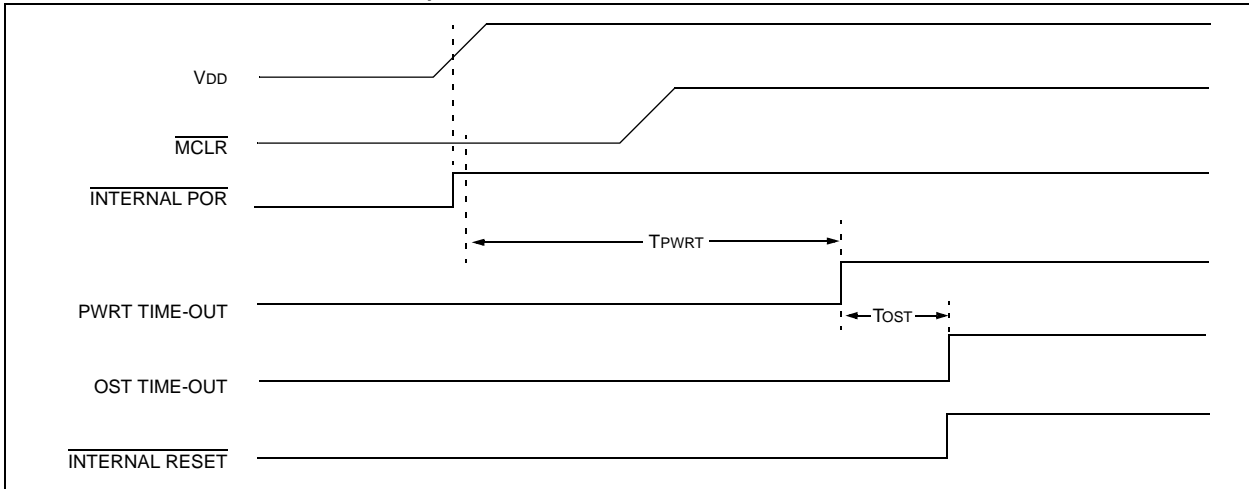 VDD
MCLR
INTERNAL POR
TPWRT
PWRT TIME-OUT
TOST
OST TIME-OUT
INTERNAL RESET